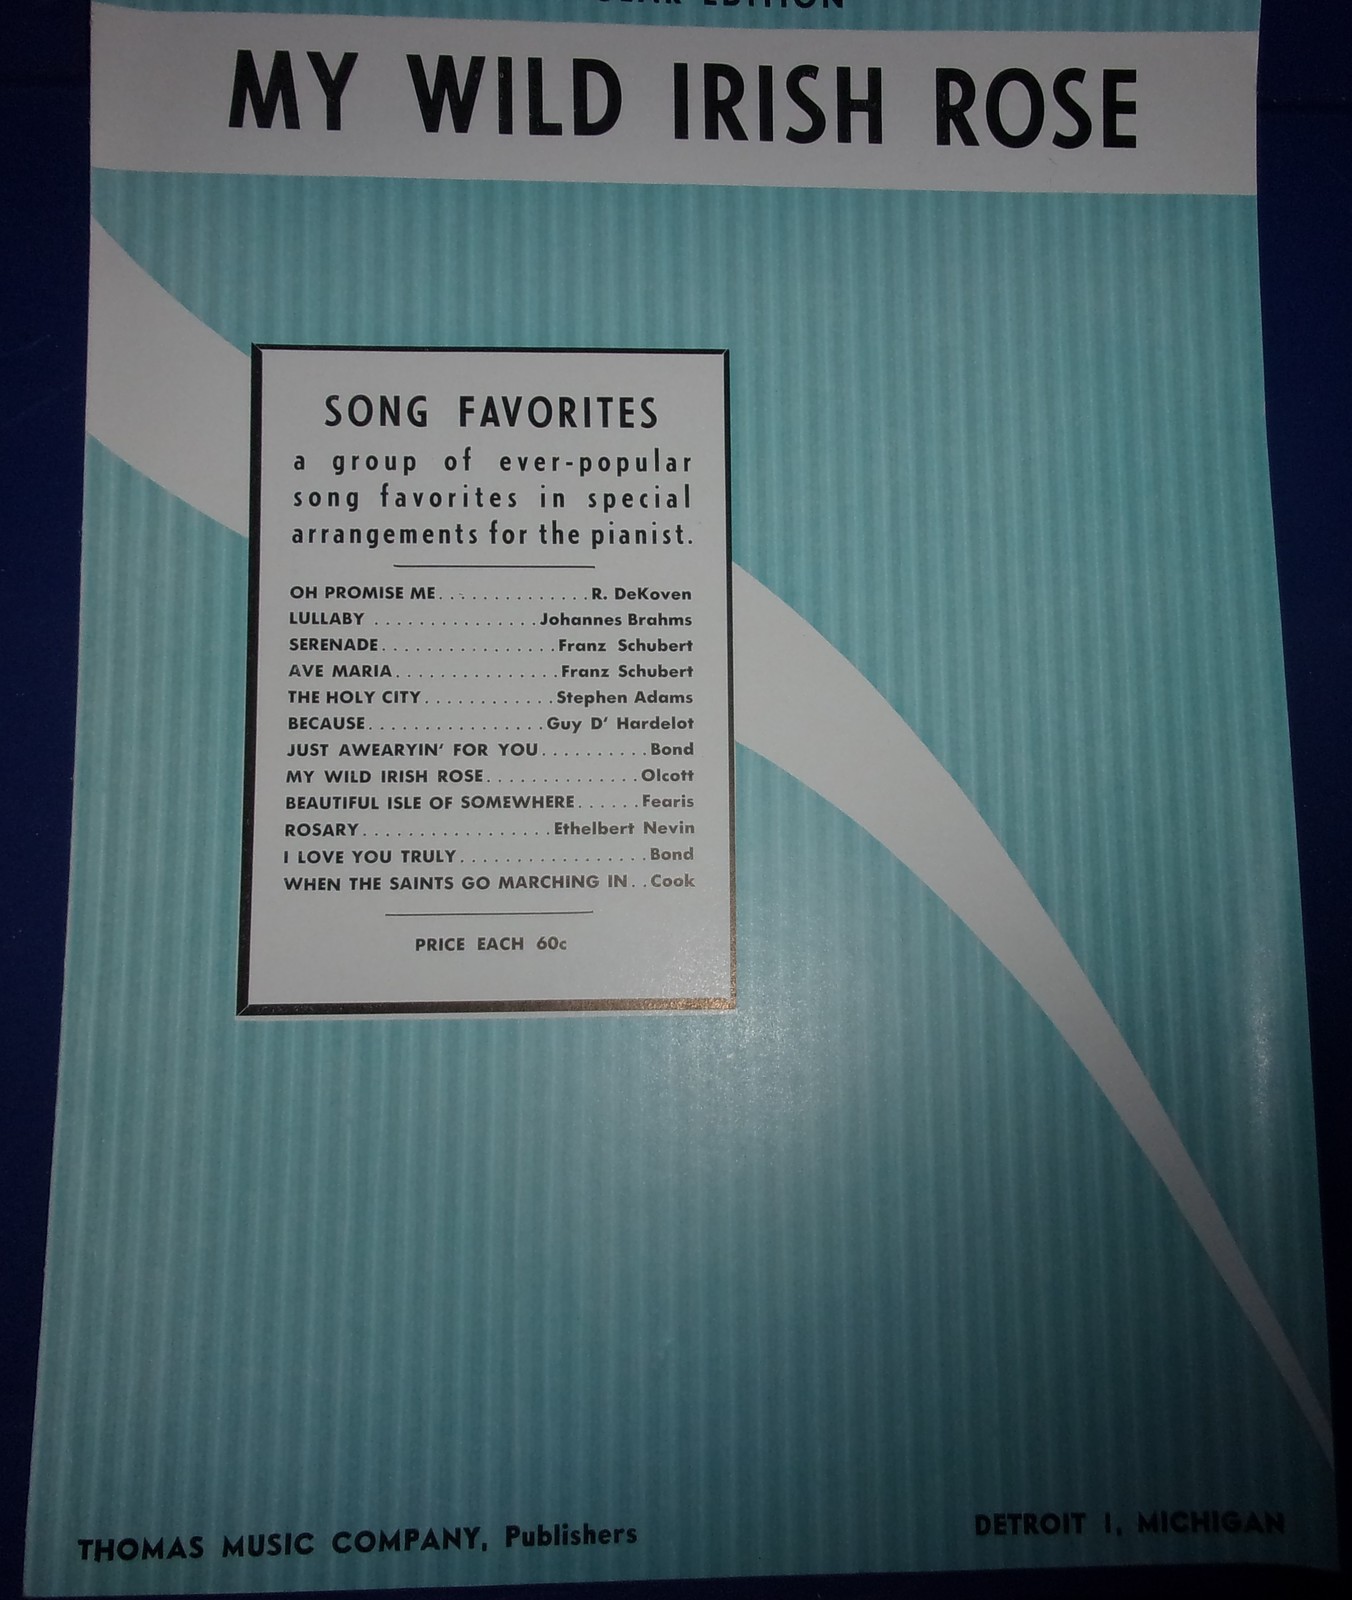 EDITION
MY WILD IRISH ROSE
SONG FAVORITES
a group of ever-popular
song favorites in special
arrangements for the pianist.
OH PROMISE ME..............R. DeKoven
LULLABY ...............Johannes Brahms
SERENADE................Franz Schubert
AVE MARIA...............Franz Schubert
THE HOLY CITY............Stephen Adams
BECAUSE................Guy D' Hardelot
JUST AWEARYIN' FOR YOU..........Bond
MY WILD IRISH ROSE..............Olcott
BEAUTIFUL ISLE OF SOMEWHERE......Fearis
ROSARY.................Ethelbert Nevin
I LOVE YOU TRULY.................Bond
WHEN THE SAINTS GO MARCHING IN..Cook
PRICE EACH 60c
THOMAS MUSIC COMPANY, Publishers
DETROIT 1, MICHIGAN